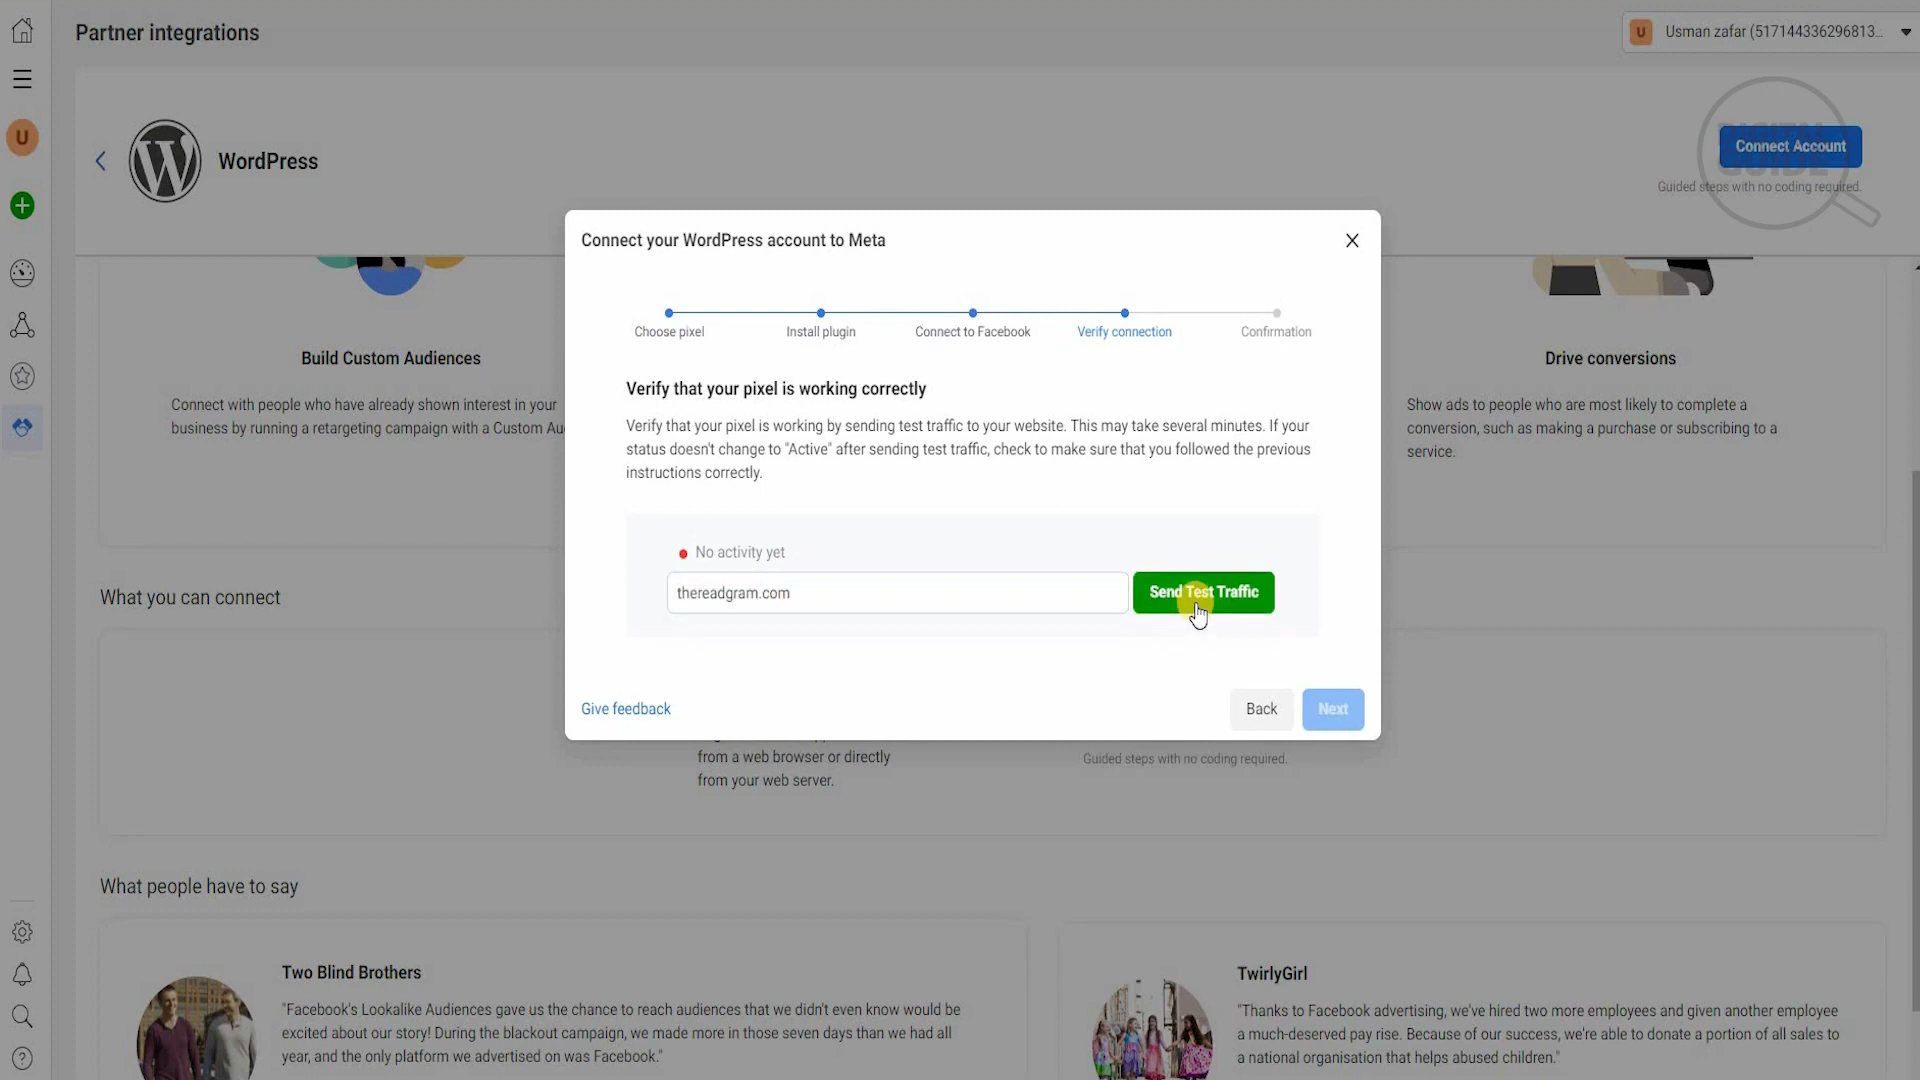 Partner integrations
U
Usman zafar (517144336296813...
U
WordPress
DIGITAL
GUIDE
Connect Account
Guided steps with no coding required.
Connect your WordPress account to Meta
Choose pixel
Install plugin
Connect to Facebook
Verify connection
Confirmation
Build Custom Audiences
Connect with people who have already shown interest in your
business by running a retargeting campaign with a Custom Au
Drive conversions
Show ads to people who are most likely to complete a
conversion, such as making a purchase or subscribing to a
service.
Verify that your pixel is working correctly
Verify that your pixel is working by sending test traffic to your website. This may take several minutes. If your
status doesn't change to "Active" after sending test traffic, check to make sure that you followed the previous
instructions correctly.
No activity yet
thereadgram.com
Send Test Traffic
Give feedback
Back
Next
What you can connect
from a web browser or directly
from your web server.
Guided steps with no coding required.
What people have to say
Two Blind Brothers
"Facebook's Lookalike Audiences gave us the chance to reach audiences that we didn't even know would be
excited about our story! During the blackout campaign, we made more in those seven days than we had all
year, and the only platform we advertised on was Facebook."
TwirlyGirl
"Thanks to Facebook advertising, we've hired two more employees and given another employee
a much-deserved pay rise. Because of our success, we're able to donate a portion of all sales to
a national organisation that helps abused children."